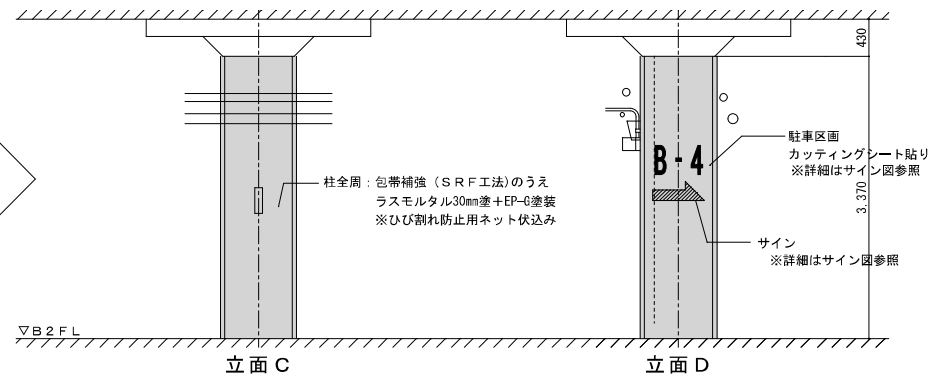 430
B-4
駐車区画
カッティングシート貼り
※詳細はサイン図参照
柱全周：包帯補強（ＳＲＦ工法）のうえ
ラスモルタル30mm塗＋EP-G塗装
※ひび割れ防止用ネット伏込み
3,370
サイン
※詳細はサイン図参照
▽Ｂ２ＦＬ
立面Ｃ
立面Ｄ